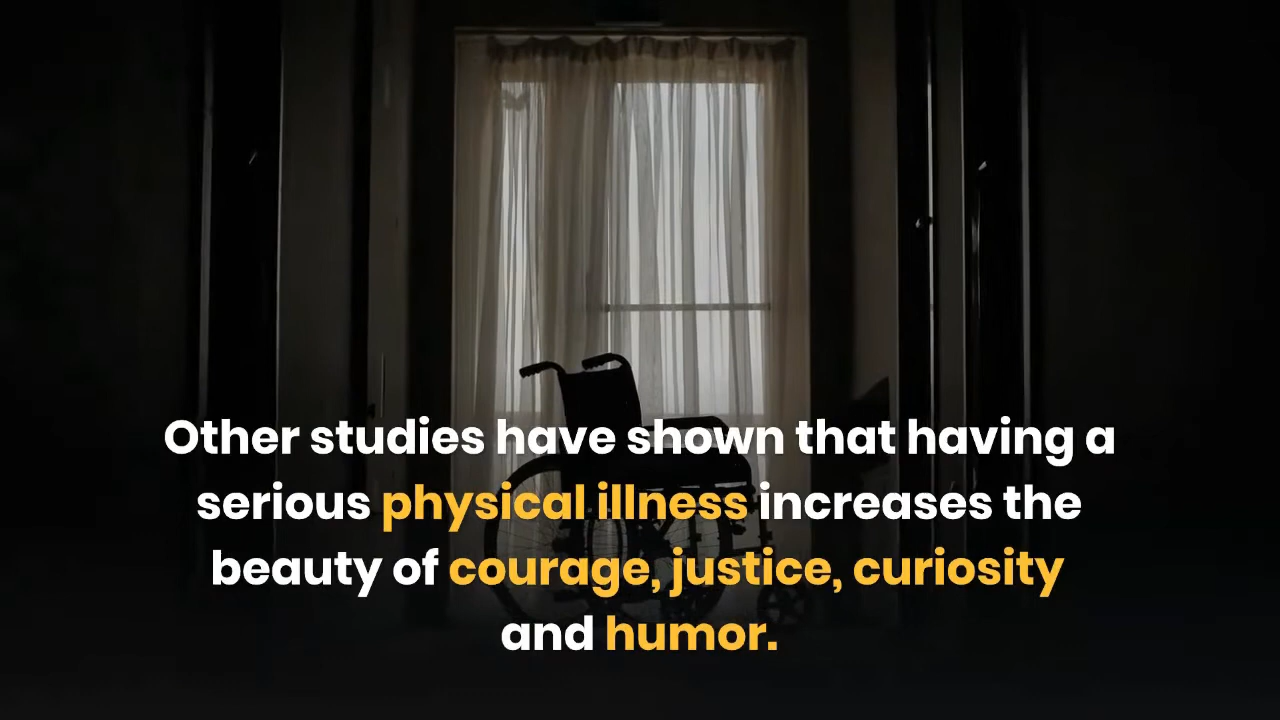 Other studies have shown that having a
serious physical illness increases the
beauty of courage, justice, curiosity
and humor.